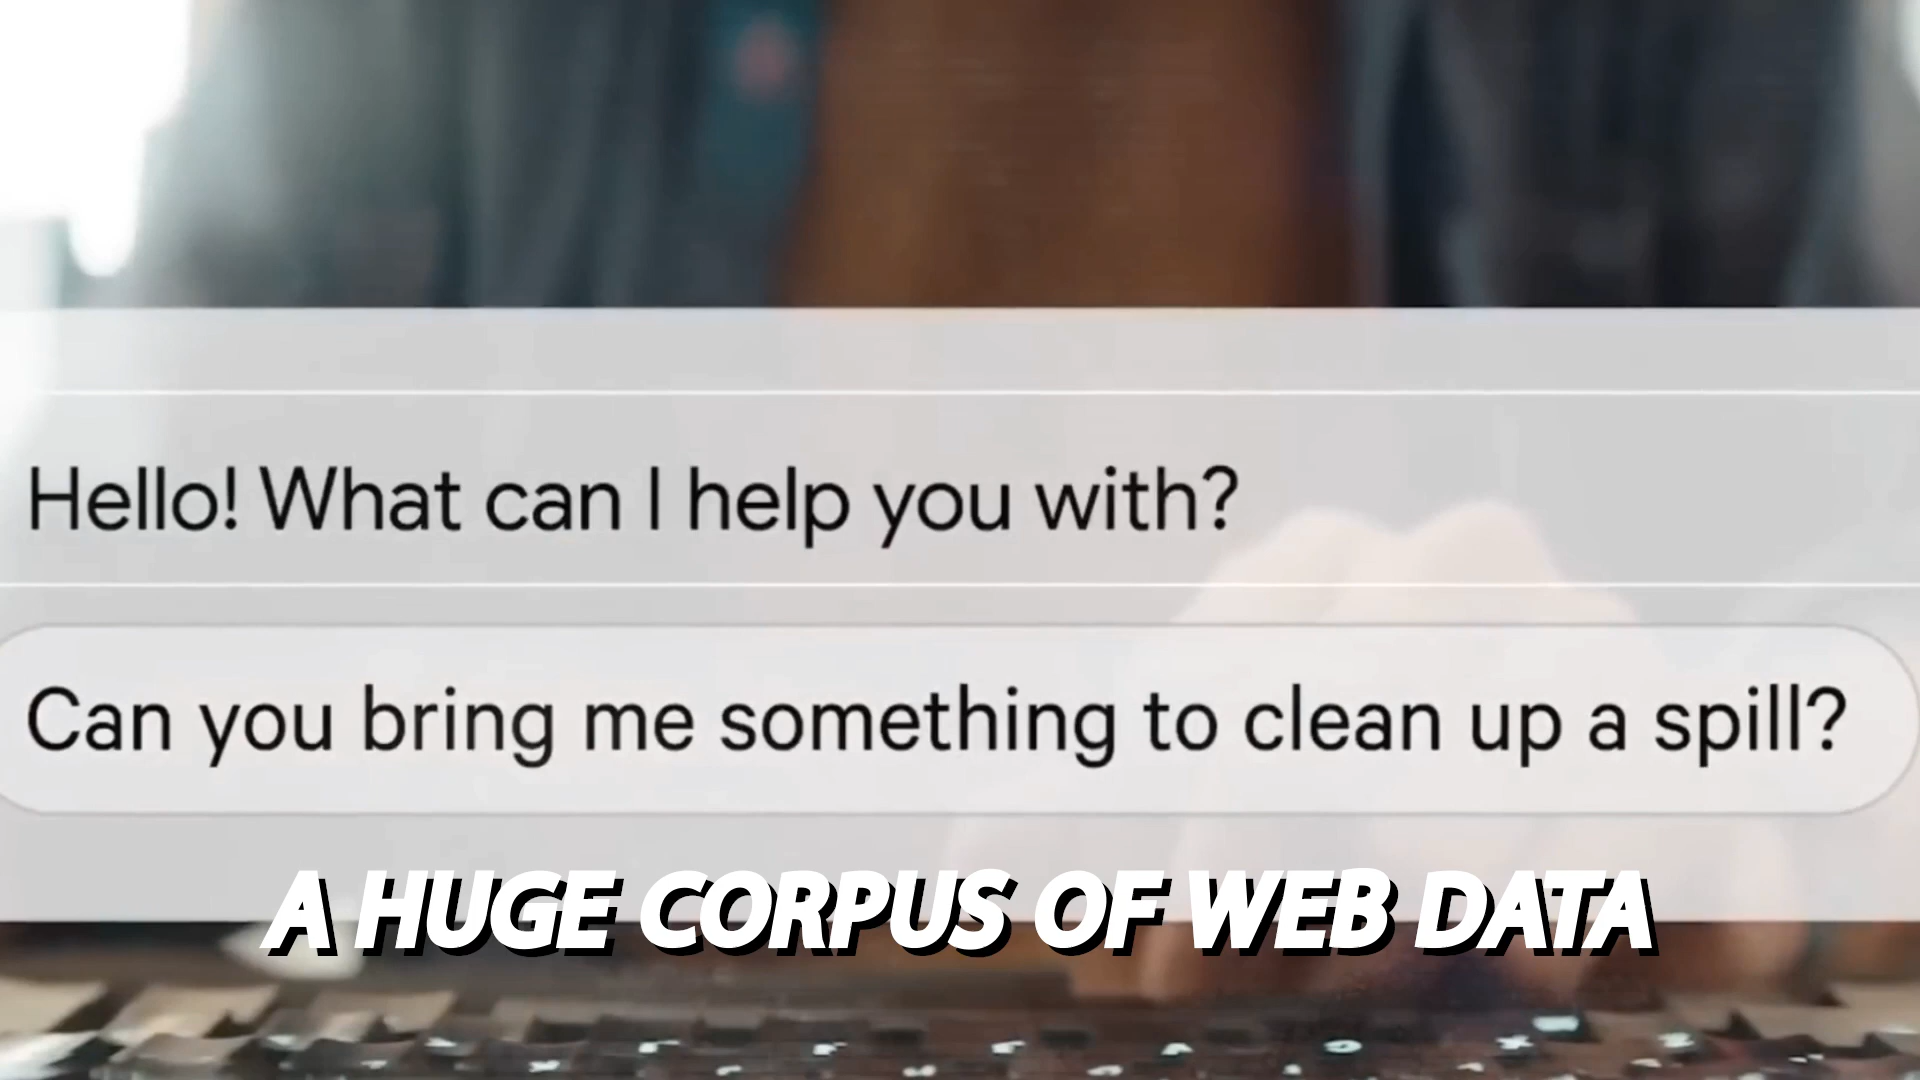 Hello! What can I help you with?
Can you bring me something to clean up a spill?
A HUGE CORPUS OF WEB DATA